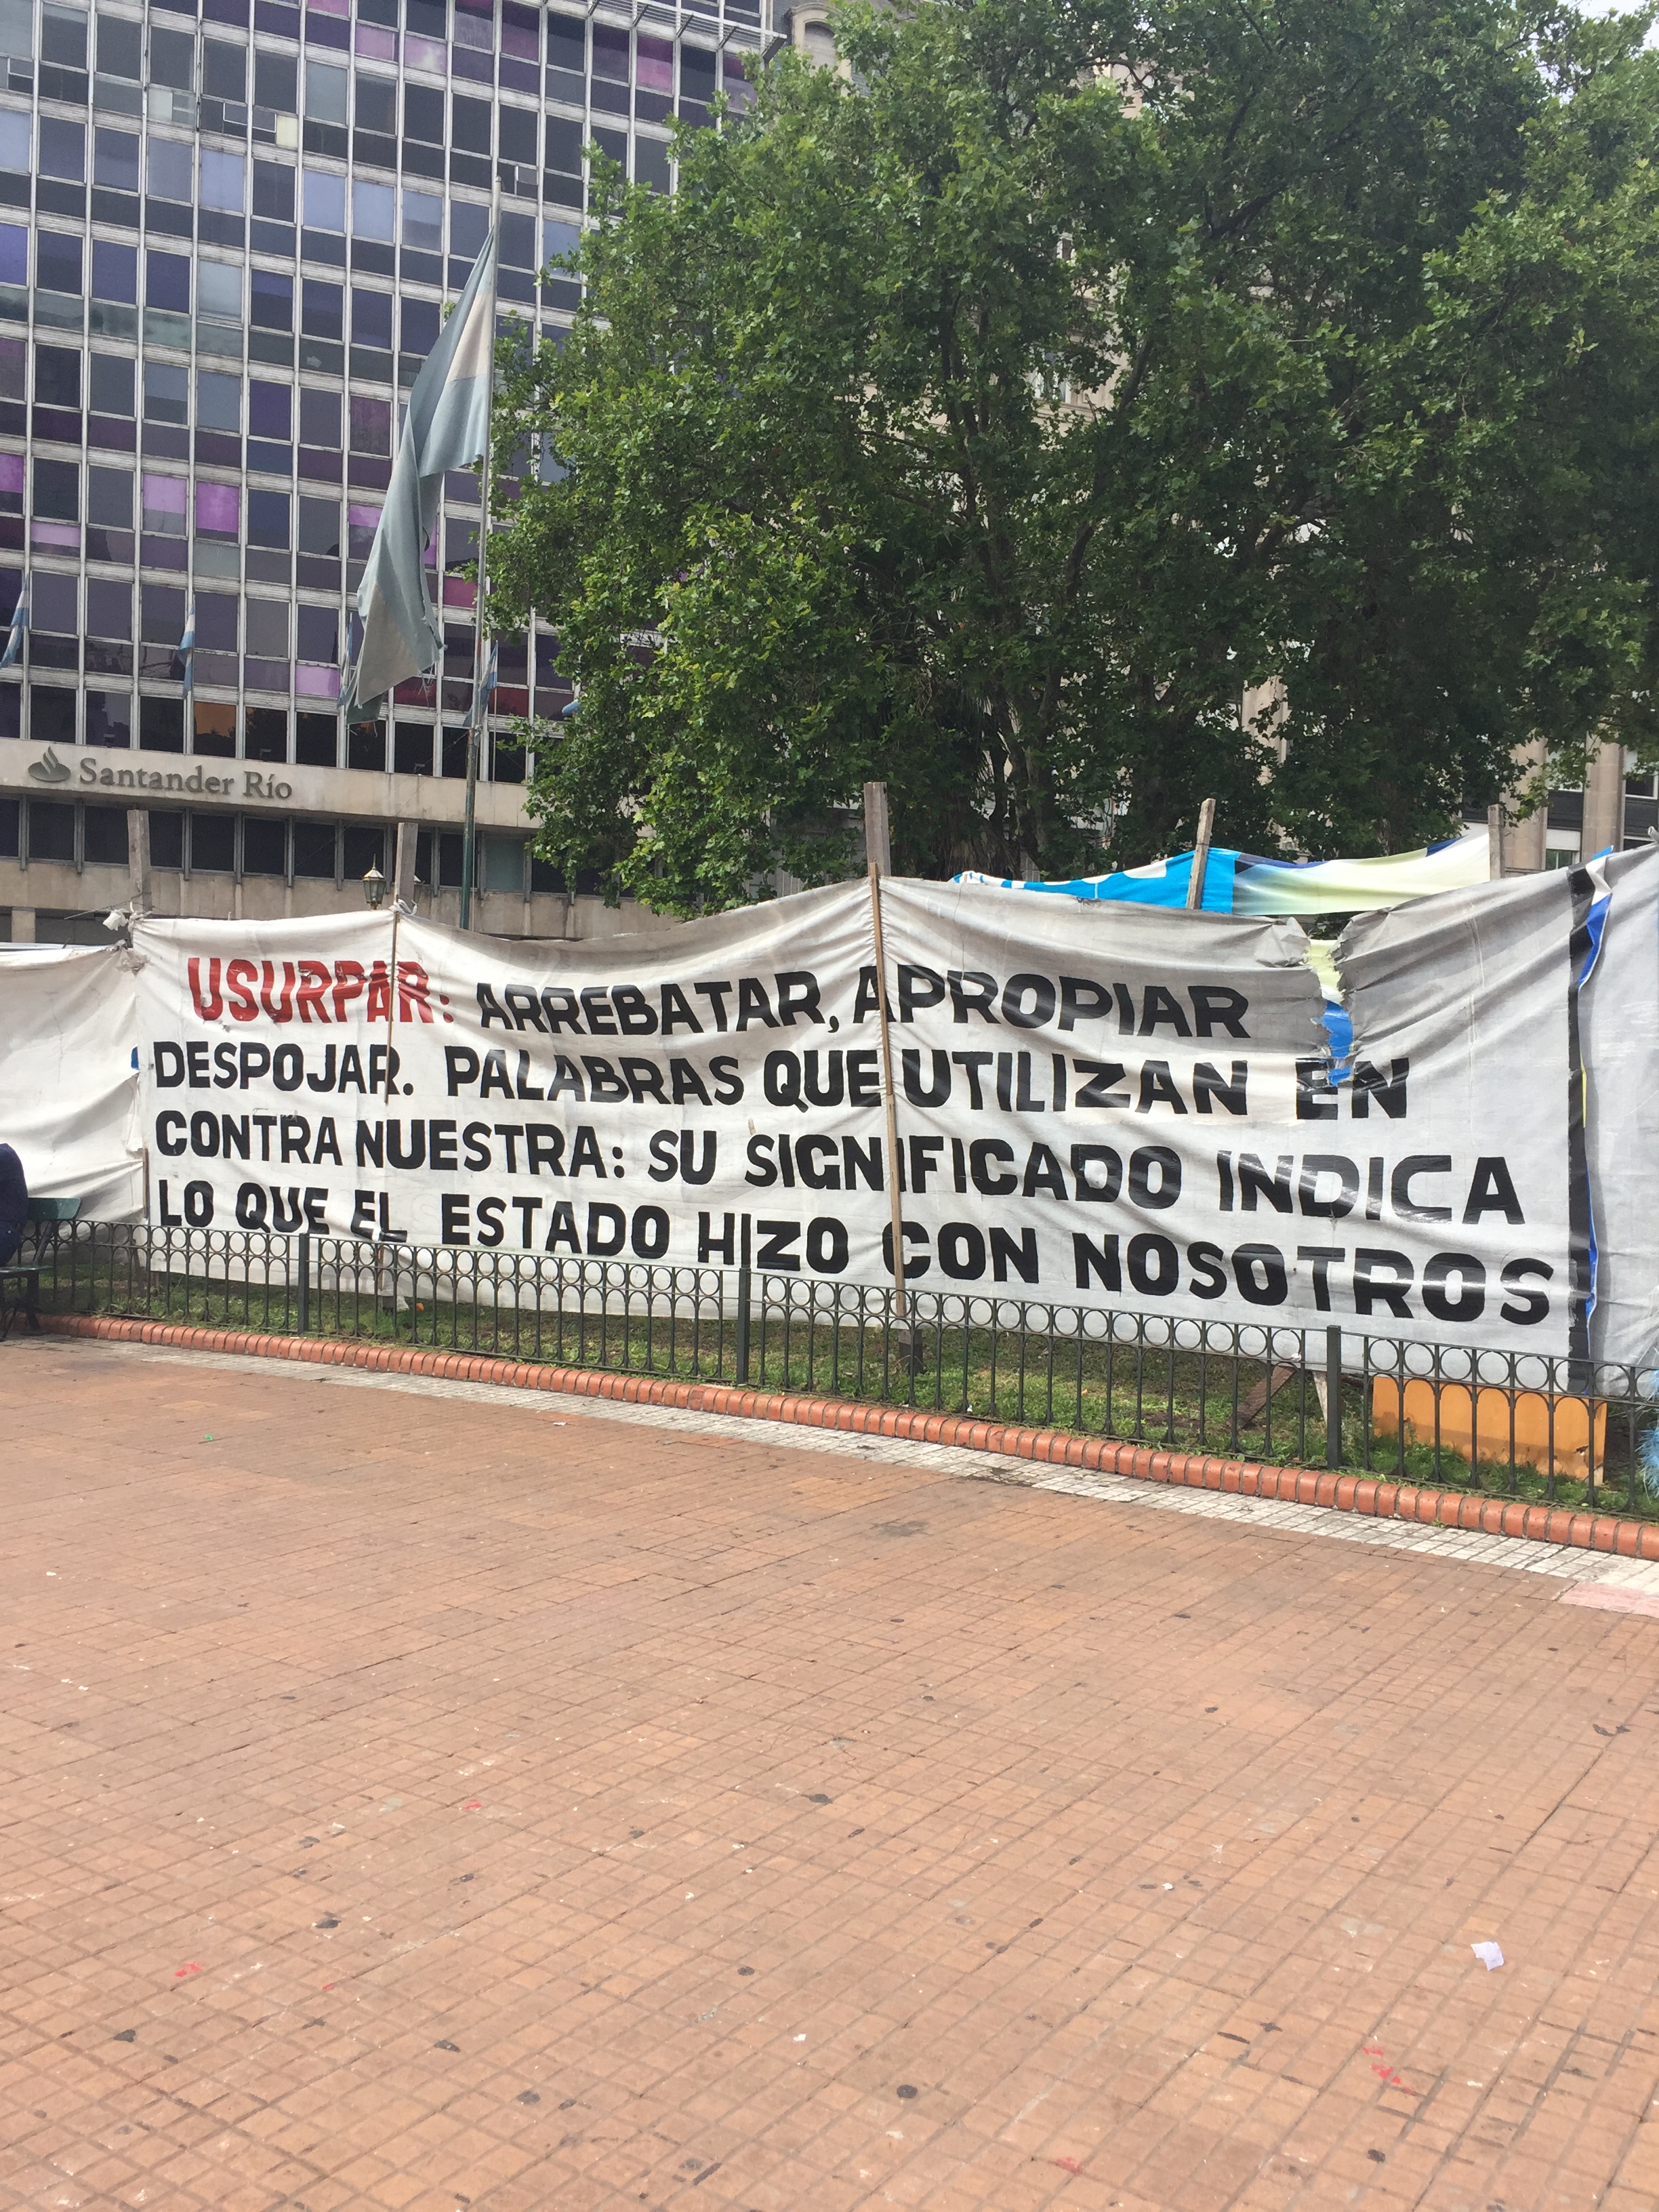 Santander Río
USURPAR: ARREBATAR, APROPIAR
DESPOJAR. PALABRAS QUE UTILIZAN EN
CONTRA NUESTRA: SU SIGNIFICADO INDICA
LO QUE EL ESTADO HIZO CON NOSOTROS